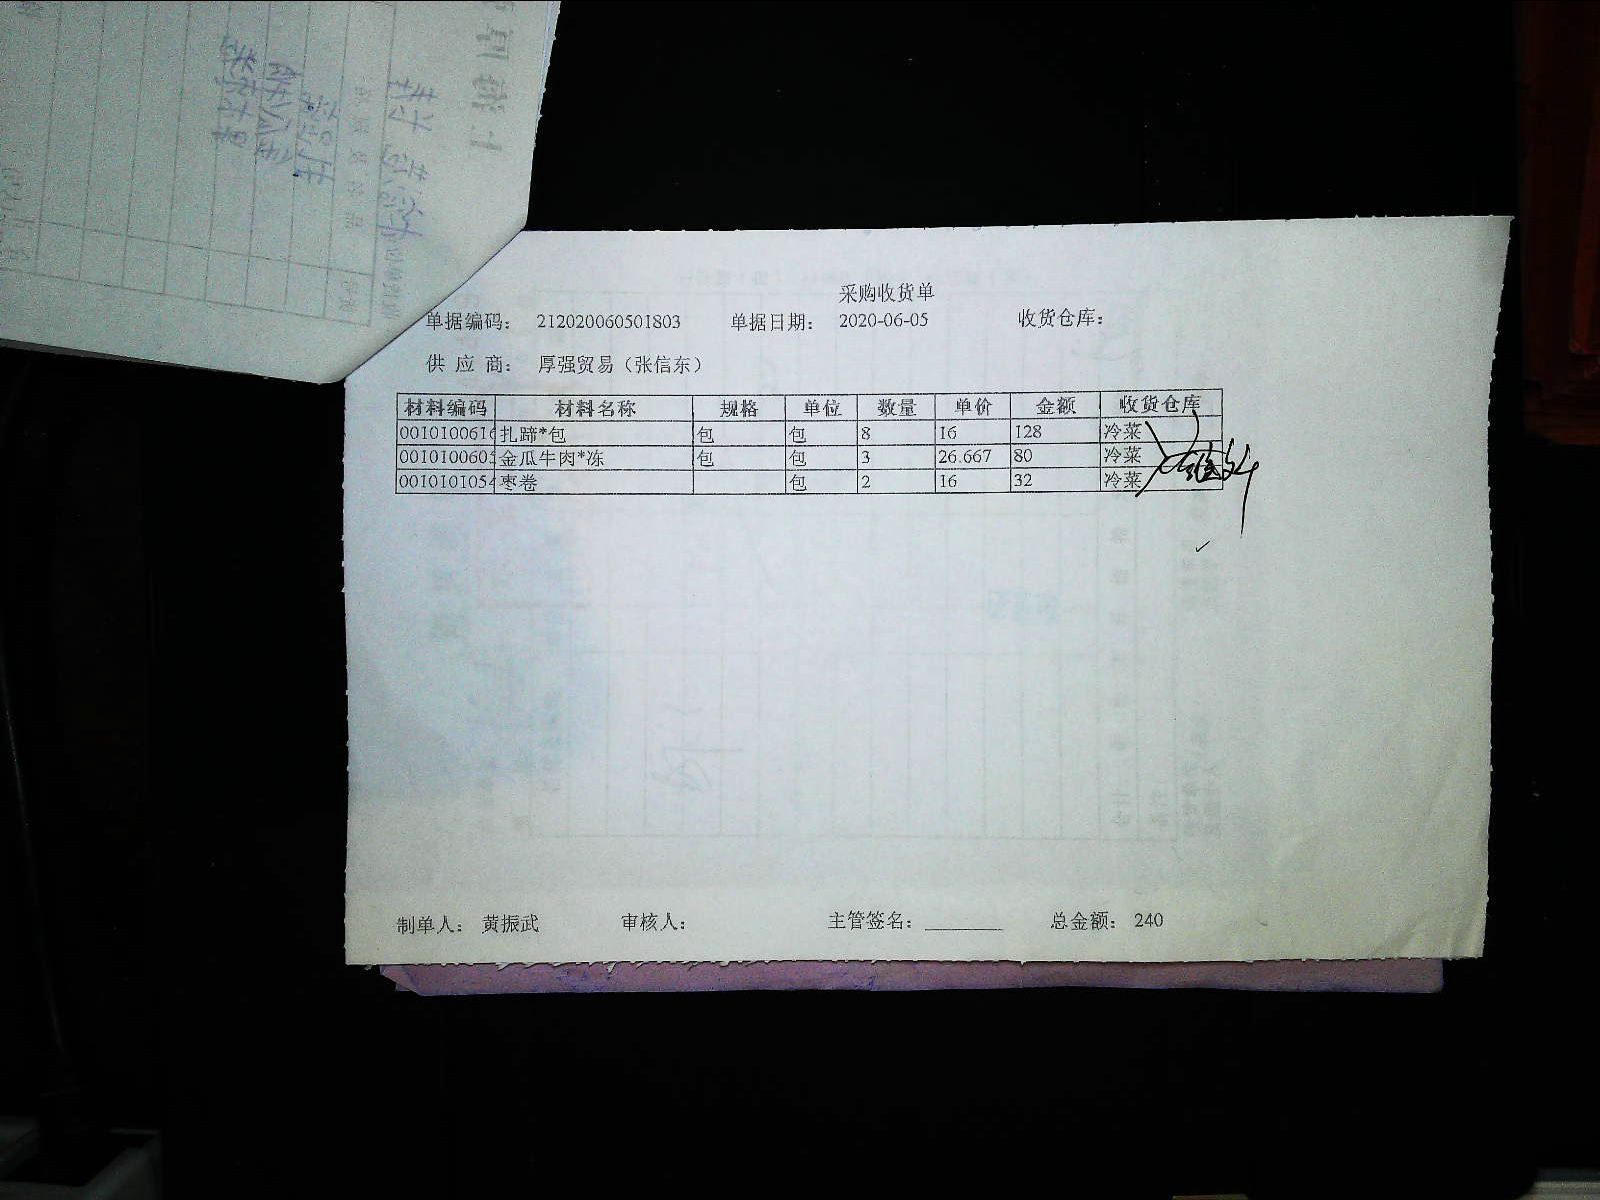 采购收货单
单据编码： 212020060501803 单据日期： 2020-06-05 收货仓库：
供 应 商： 厚强贸易（张信东）
材料编码 材料名称 规格 单位 数量 单价 金额 收货仓库
0010100616 扎蹄*包 包 包 8 16 128 冷菜
0010100605 金瓜牛肉*冻 包 包 3 26.667 80 冷菜
0010101054 枣卷 包 2 16 32 冷菜
制单人： 黄振武 审核人： 主管签名： 总金额： 240